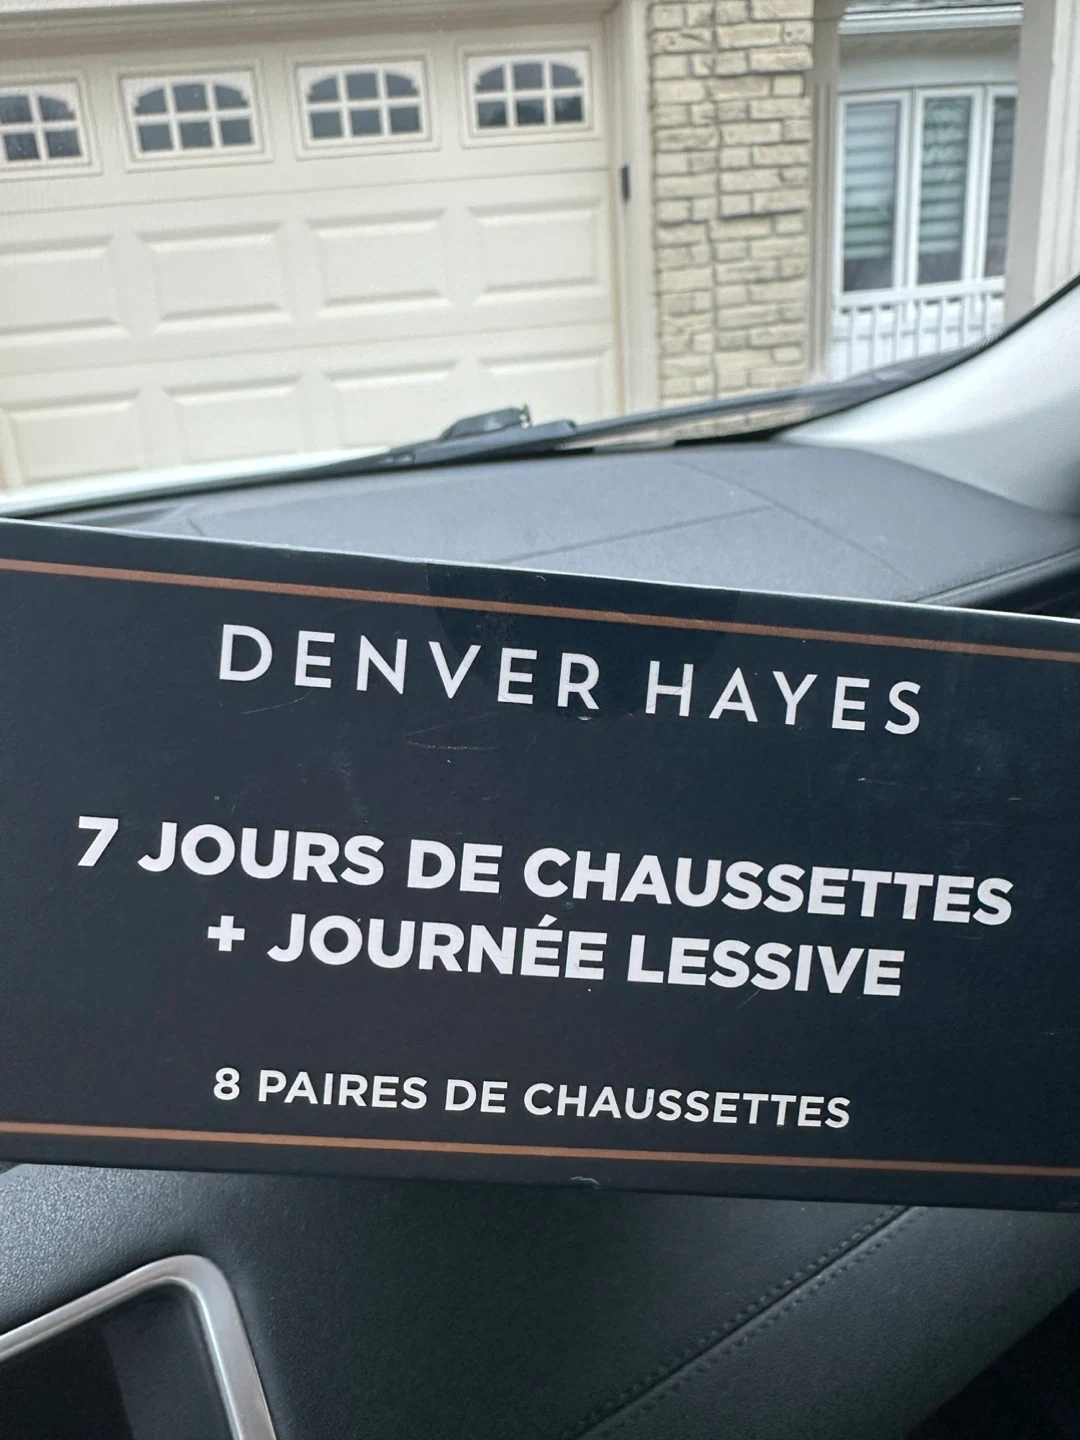 DENVER HAYES
7 JOURS DE CHAUSSETTES
+ JOURNÉE LESSIVE
8 PAIRES DE CHAUSSETTES